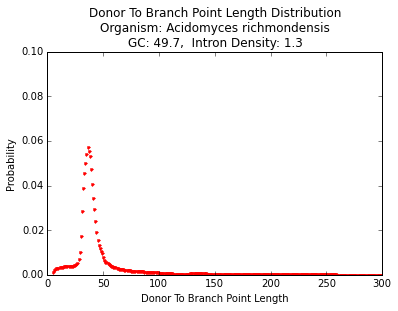 Donor To Branch Point Length Distribution
Organism: Acidomyces richmondensis
GC: 49.7,  Intron Density: 1.3
0.10
0.08
0.06
0.04
0.02
0.00
Probability
0 50 100 150 200 250 300
Donor To Branch Point Length